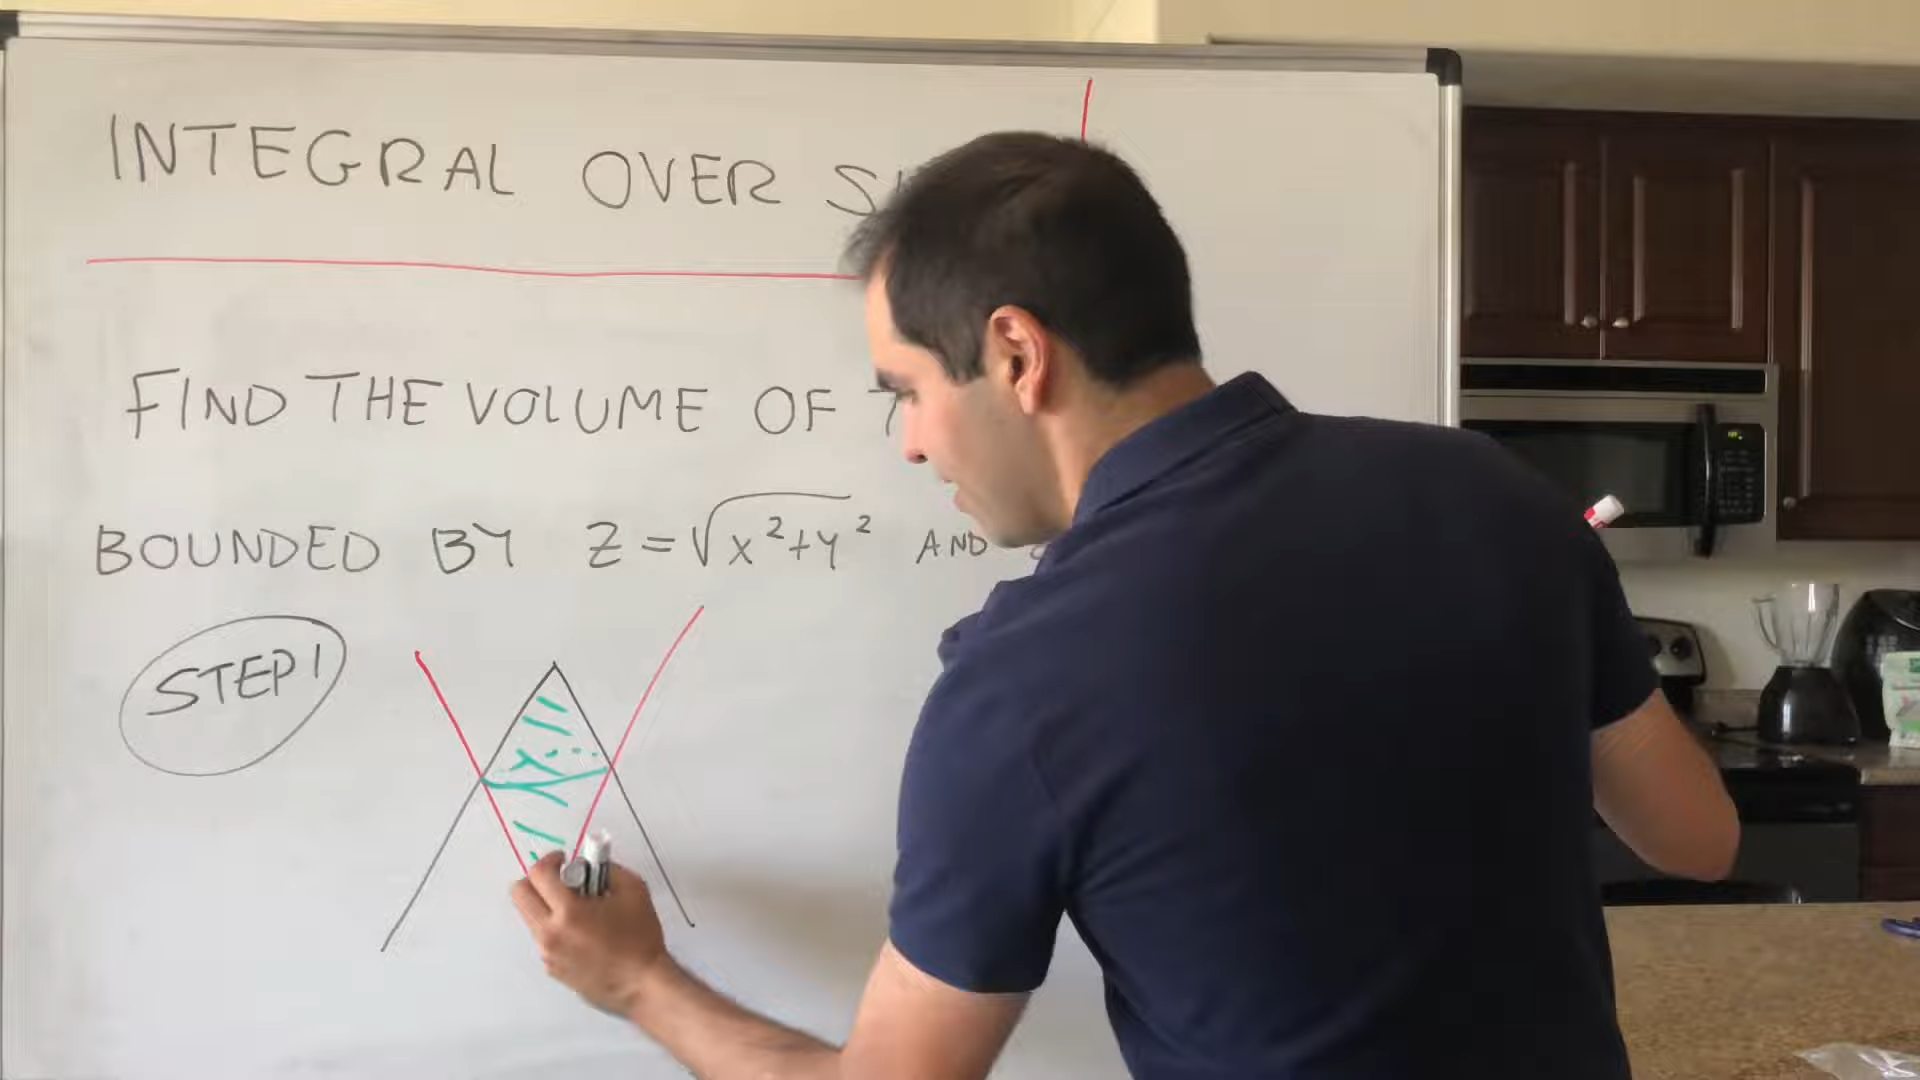 INTEGRAL OVER
FIND THE VOLUME OF
BOUNDED BY z = √x²+y² AND
STEP 1